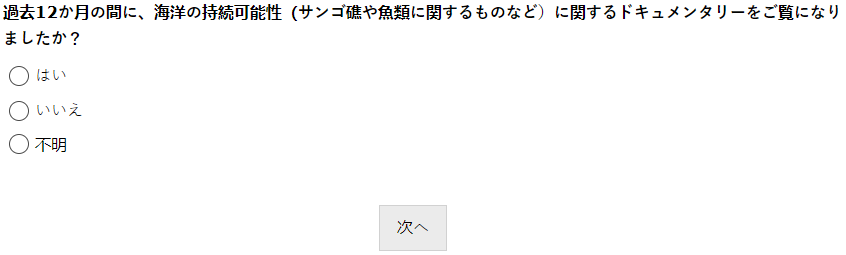 過去12か月の間に、海洋の持続可能性（サンゴ礁や魚類に関するものなど）に関するドキュメンタリーをご覧になり
ましたか？
はい
いいえ
不明
次へ